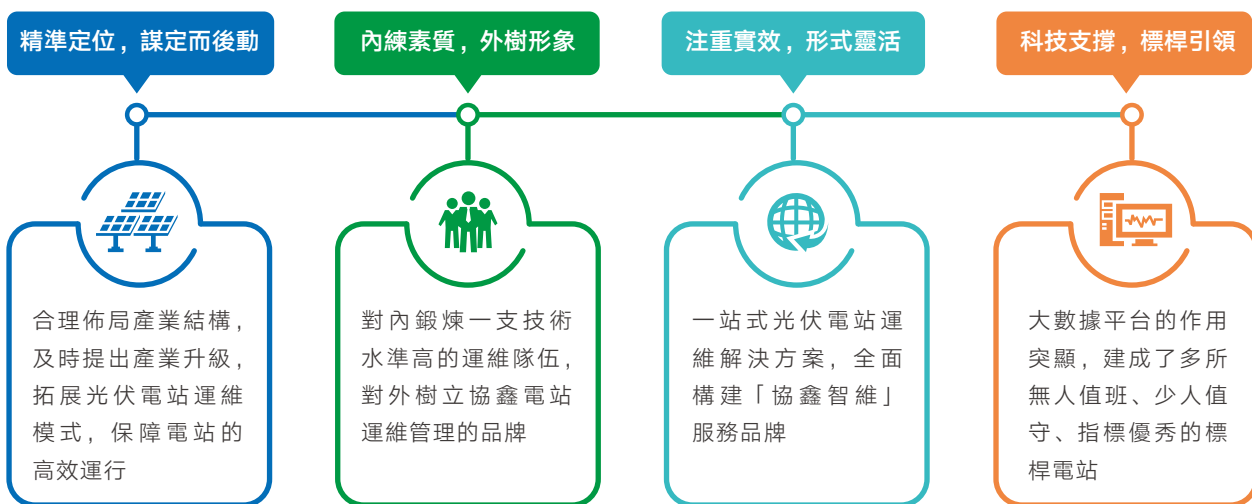 精準定位，謀定而後動
內練素質，外樹形象
注重實效，形式靈活
科技支撐，標桿引領
合理佈局產業結構，
及時提出產業升級，
拓展光伏電站運維
模式，保障電站的
高效運行
對內鍛煉一支技術
水準高的運維隊伍，
對外樹立協鑫電站
運維管理的品牌
一站式光伏電站運
維解決方案，全面
構建「協鑫智維」
服務品牌
大數據平台的作用
突顯，建成了多所
無人值班、少人值
守、指標優秀的標
桿電站